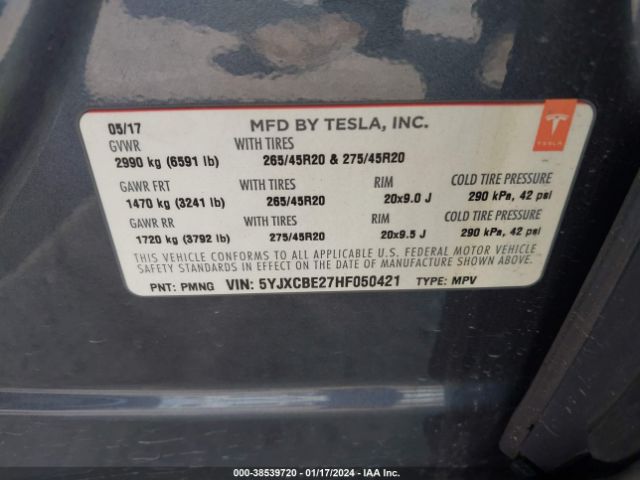 05/17 MFD BY TESLA, INC.
TESLA
GVWR WITH TIRES
2990 kg (6591 lb) 265/45R20 & 275/45R20
GAWR FRT WITH TIRES RIM COLD TIRE PRESSURE
1470 kg (3241 lb) 265/45R20 20x9.0 J 290 kPa, 42 psi
GAWR RR WITH TIRES RIM COLD TIRE PRESSURE
1720 kg (3792 lb) 275/45R20 20x9.5 J 290 kPa, 42 psi
THIS VEHICLE CONFORMS TO ALL APPLICABLE U.S. FEDERAL MOTOR VEHICLE
SAFETY STANDARDS IN EFFECT ON THE DATE OF MANUFACTURE SHOWN ABOVE.
PNT: PMNG VIN: 5YJXCBE27HF050421 TYPE: MPV
000-38539720 - 01/17/2024 - IAA Inc.